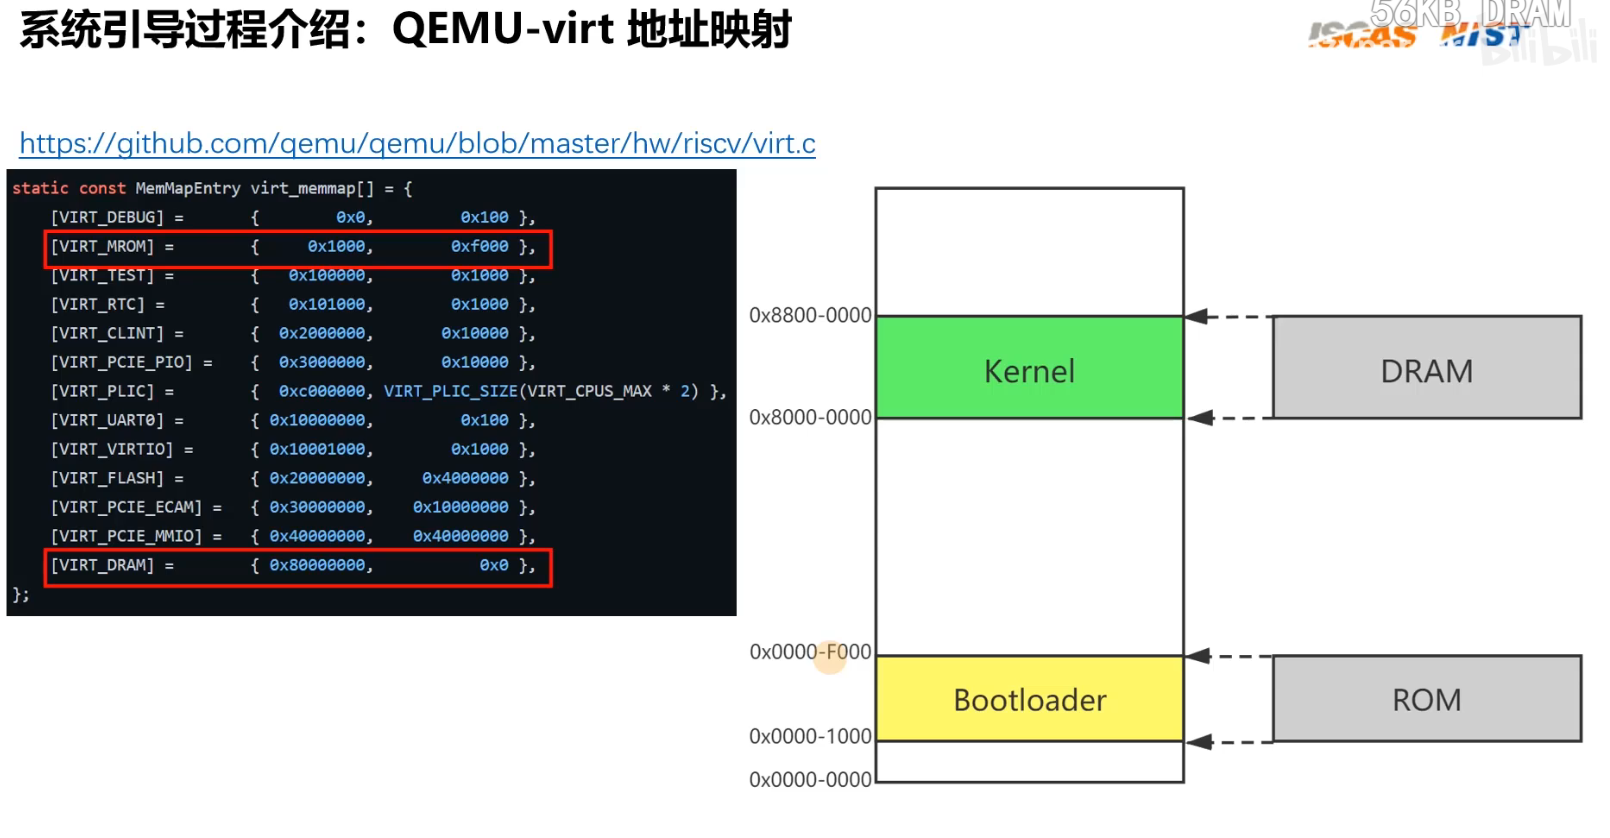 系统引导过程介绍：QEMU-virt 地址映射
56KB DRAM
ISCAS MIST
bilibili
https://github.com/qemu/qemu/blob/master/hw/riscv/virt.c
static const MemMapEntry virt_memmap[] = {
[VIRT_DEBUG] = { 0x0, 0x100 },
[VIRT_MROM] = { 0x1000, 0xf000 },
[VIRT_TEST] = { 0x100000, 0x1000 },
[VIRT_RTC] = { 0x101000, 0x1000 },
[VIRT_CLINT] = { 0x2000000, 0x10000 },
[VIRT_PCIE_PIO] = { 0x3000000, 0x10000 },
[VIRT_PLIC] = { 0xc000000, VIRT_PLIC_SIZE(VIRT_CPUS_MAX * 2) },
[VIRT_UART0] = { 0x10000000, 0x100 },
[VIRT_VIRTIO] = { 0x10001000, 0x1000 },
[VIRT_FLASH] = { 0x20000000, 0x4000000 },
[VIRT_PCIE_ECAM] = { 0x30000000, 0x10000000 },
[VIRT_PCIE_MMIO] = { 0x40000000, 0x40000000 },
[VIRT_DRAM] = { 0x80000000, 0x0 },
};
0x8800-0000
Kernel
DRAM
0x8000-0000
0x0000-F000
Bootloader
ROM
0x0000-1000
0x0000-0000